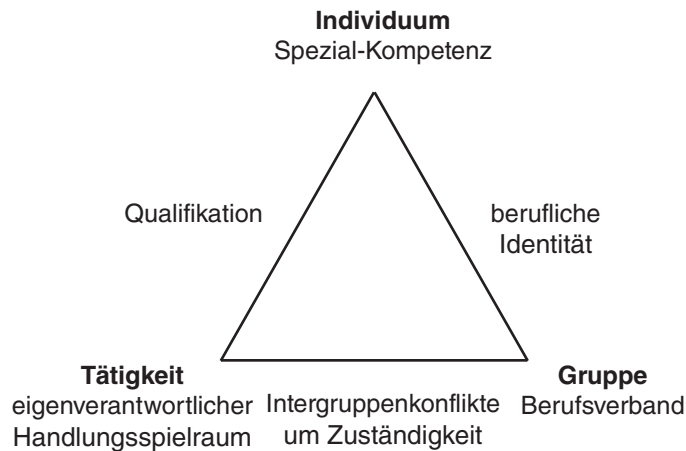 Individuum
Spezial-Kompetenz
Qualifikation
berufliche
Identität
Tätigkeit
eigenverantwortlicher
Handlungsspielraum
Intergruppenkonflikte
um Zuständigkeit
Gruppe
Berufsverband